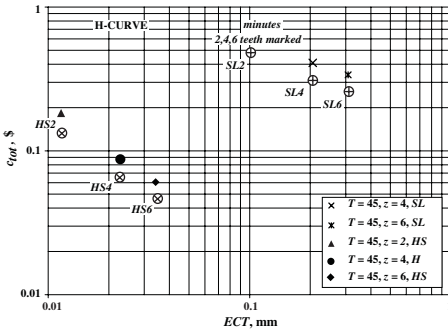 1
H-CURVE
minutes
2,4,6 teeth marked
SL2
SL4
SL6
HS2
0.1
HS4
HS6
c_tot, $
T = 45, z = 4, SL
T = 45, z = 6, SL
T = 45, z = 2, HS
T = 45, z = 4, H
T = 45, z = 6, HS
0.01
0.01
0.1
1
ECT, mm